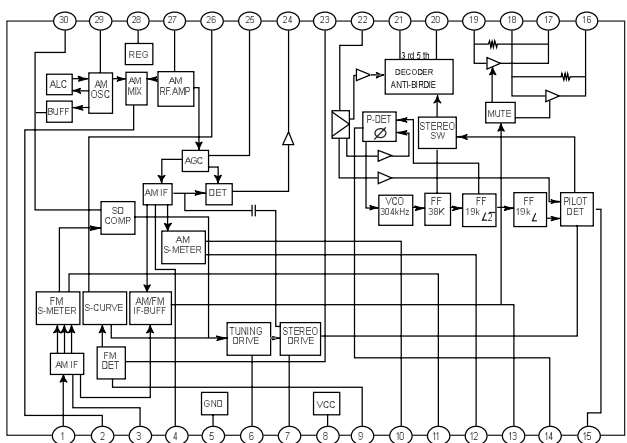 30 29 28 27 26 26 24 23 22 21 20 19 18 17 16
3 rd 5 th
REG
DECODER
ANTI-BIRDIE
ALC
AM
OSC
AM
MIX
AM
RF.AMP
BUFF
MUTE
P-DET
Ø
STEREO
SW
AGC
AM IF
DET
VCO
304kHz
FF
38K
FF
19k ∠2
FF
19k ∠
PILOT
DET
SD
COMP
AM
S-METER
FM
S-METER
S-CURVE
AM/FM
IF-BUFF
TUNING
DRIVE
STEREO
DRIVE
AM IF
FM
DET
GND
VCC
1 2 3 4 5 6 7 8 9 10 11 12 13 14 15